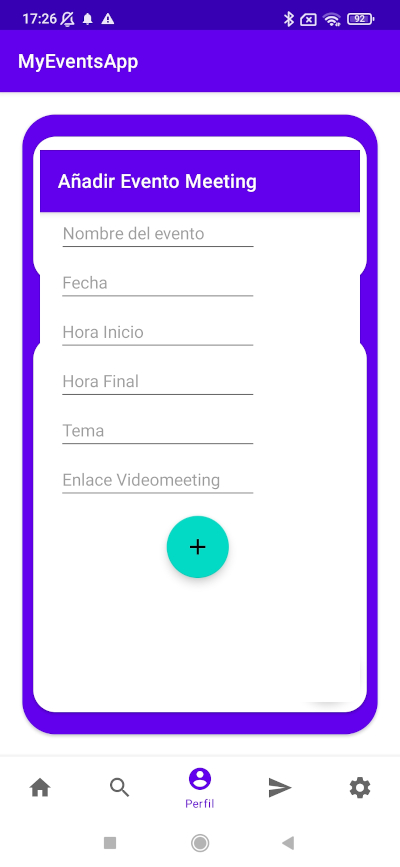 17:26
92
MyEventsApp
Añadir Evento Meeting
Nombre del evento
Fecha
Hora Inicio
Hora Final
Tema
Enlace Videomeeting
Perfil